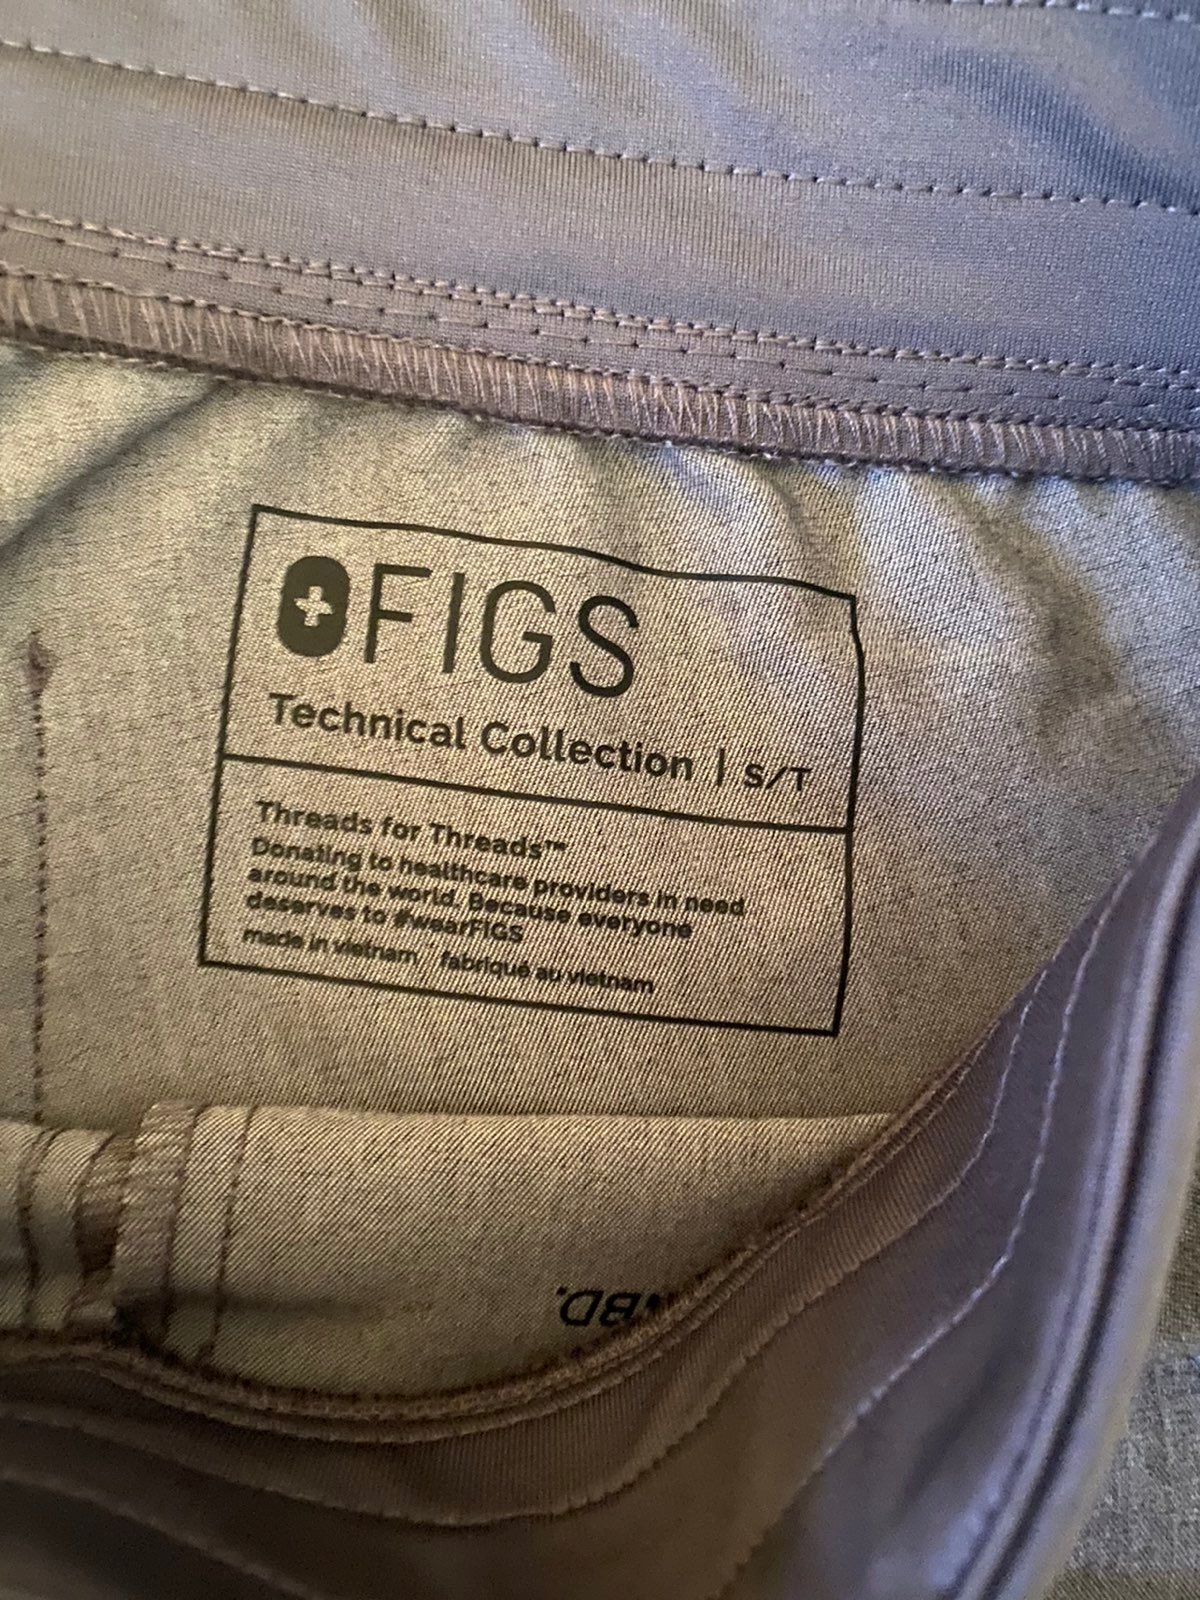 FIGS
Technical Collection | S/T
Threads for Threads™
Donating to healthcare providers in need
around the world. Because everyone
deserves to #wearFIGS
made in vietnam / fabriqué au vietnam